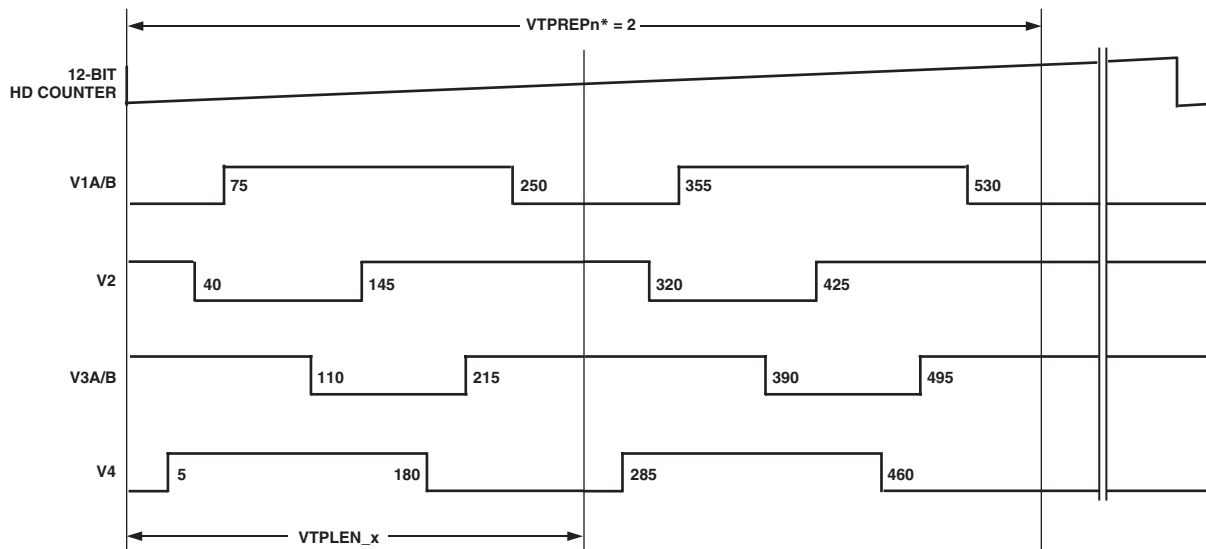 VTPREPn* = 2
12-BIT
HD COUNTER
V1A/B
75
250
355
530
V2
40
145
320
425
V3A/B
110
215
390
495
V4
5
180
285
460
VTPLEN_x